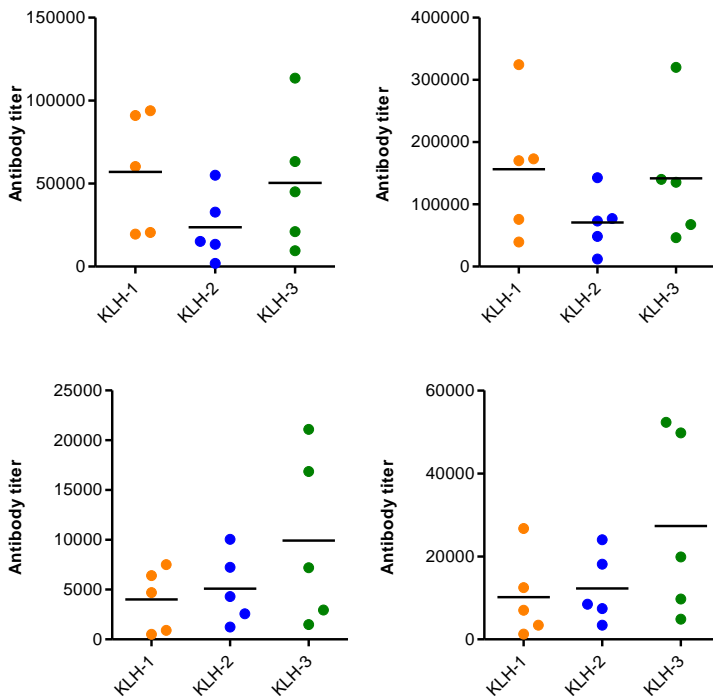 150000
100000
50000
0
Antibody titer
KLH-1
KLH-2
KLH-3
400000
300000
200000
100000
0
Antibody titer
KLH-1
KLH-2
KLH-3
25000
20000
15000
10000
5000
0
Antibody titer
KLH-1
KLH-2
KLH-3
60000
40000
20000
0
Antibody titer
KLH-1
KLH-2
KLH-3